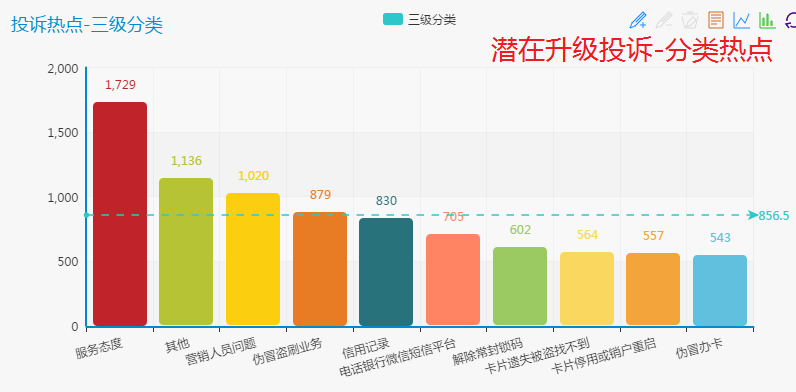 投诉热点-三级分类
三级分类
潜在升级投诉-分类热点
2,000
1,500
1,000
500
0
1,729
1,136
1,020
879
830
705
602
564
557
543
856.5
服务态度
其他
营销人员问题
伪冒盗刷业务
信用记录
电话银行微信短信平台
解除常封锁码
卡片遗失被盗找不到
卡片停用或销户重启
伪冒办卡